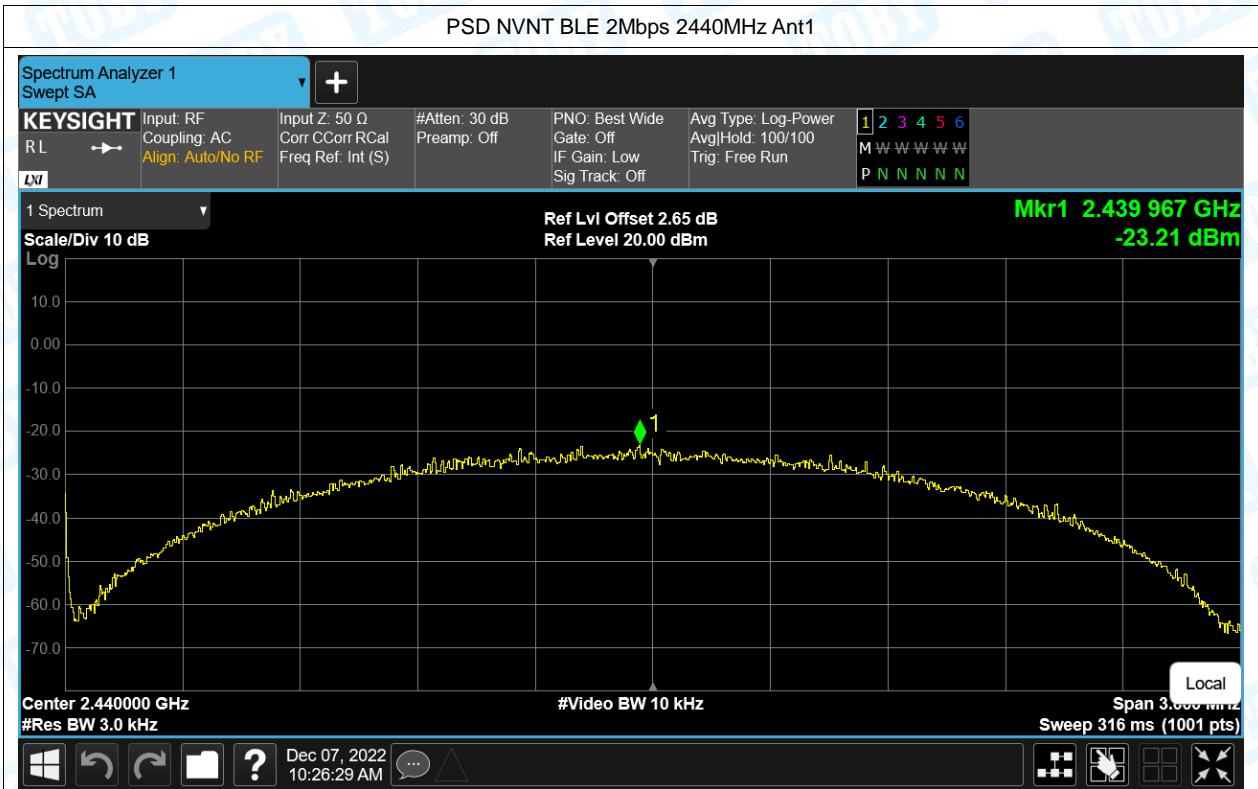 PSD NVNT BLE 2Mbps 2440MHz Ant1
Spectrum Analyzer 1
Swept SA
KEYSIGHT
R L
LXI
Input: RF
Coupling: AC
Align: Auto/No RF
Input Z: 50 Ω
Corr CCorr RCal
Freq Ref: Int (S)
#Atten: 30 dB
Preamp: Off
PNO: Best Wide
Gate: Off
IF Gain: Low
Sig Track: Off
Avg Type: Log-Power
Avg|Hold: 100/100
Trig: Free Run
1 2 3 4 5 6
M W W W W W W
P N N N N N
1 Spectrum
Scale/Div 10 dB
Log
Ref Lvl Offset 2.65 dB
Ref Level 20.00 dBm
Mkr1 2.439 967 GHz
-23.21 dBm
10.0
0.00
-10.0
-20.0
-30.0
-40.0
-50.0
-60.0
-70.0
1
Local
Center 2.440000 GHz
#Res BW 3.0 kHz
#Video BW 10 kHz
Span 3.000 MHz
Sweep 316 ms (1001 pts)
?
Dec 07, 2022
10:26:29 AM
TOBY